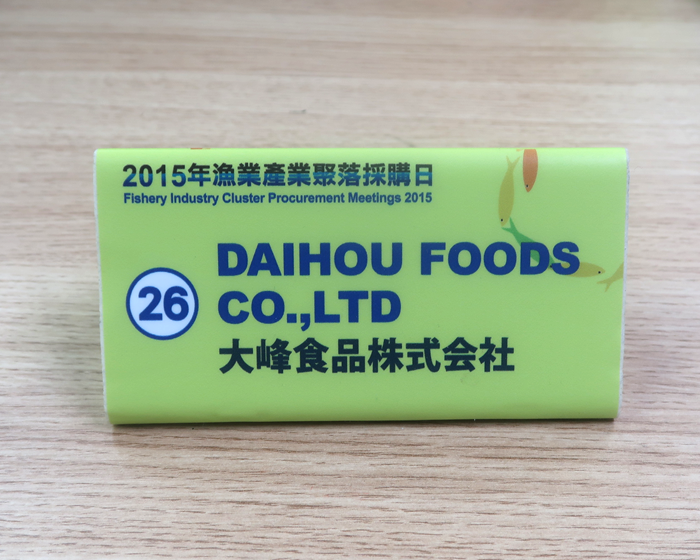 2015年漁業產業聚落採購日
Fishery Industry Cluster Procurement Meetings 2015
26
DAIHOU FOODS
CO.,LTD
大峰食品株式会社